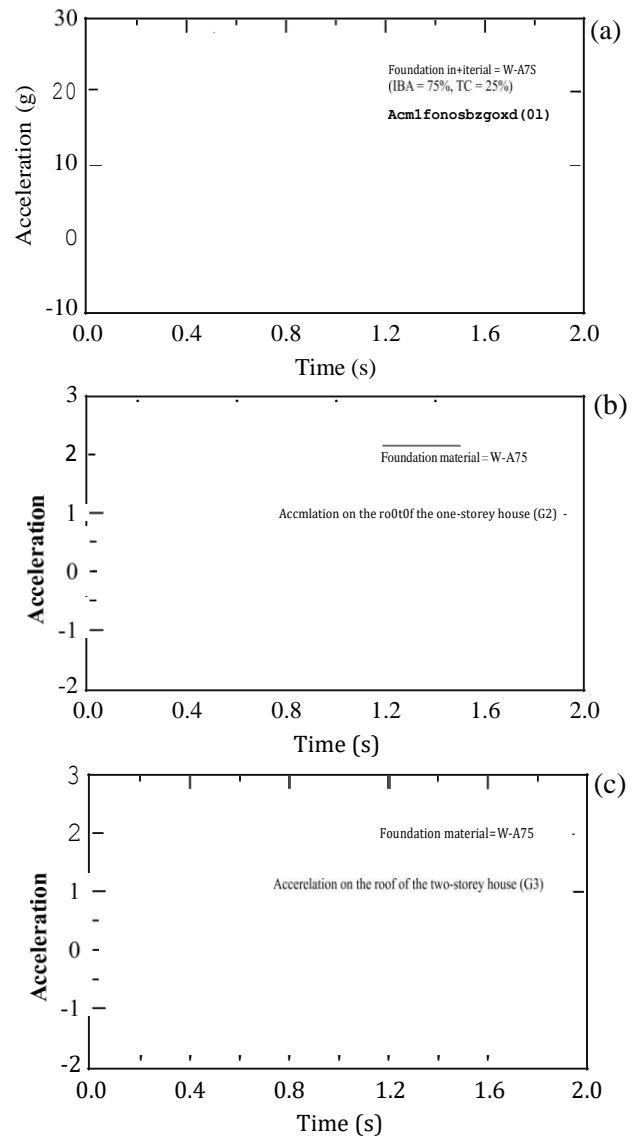 (a)
30
20
10
0
-10
Acceleration (g)
Foundation in+iterial = W-A7S
(IBA = 75%, TC = 25%)
Acm1fonosbzgoxd(01)
0.0 0.4 0.8 1.2 1.6 2.0
Time (s)
(b)
3
2
1
0
-1
-2
Acceleration
Foundation material = W-A75
Accmlation on the ro0t0f the one-storey house (G2)
0.0 0.4 0.8 1.2 1.6 2.0
Time (s)
(c)
3
2
1
0
-1
-2
Acceleration
Foundation material=W-A75
Accerelation on the roof of the two-storey house (G3)
0.0 0.4 0.8 1.2 1.6 2.0
Time (s)